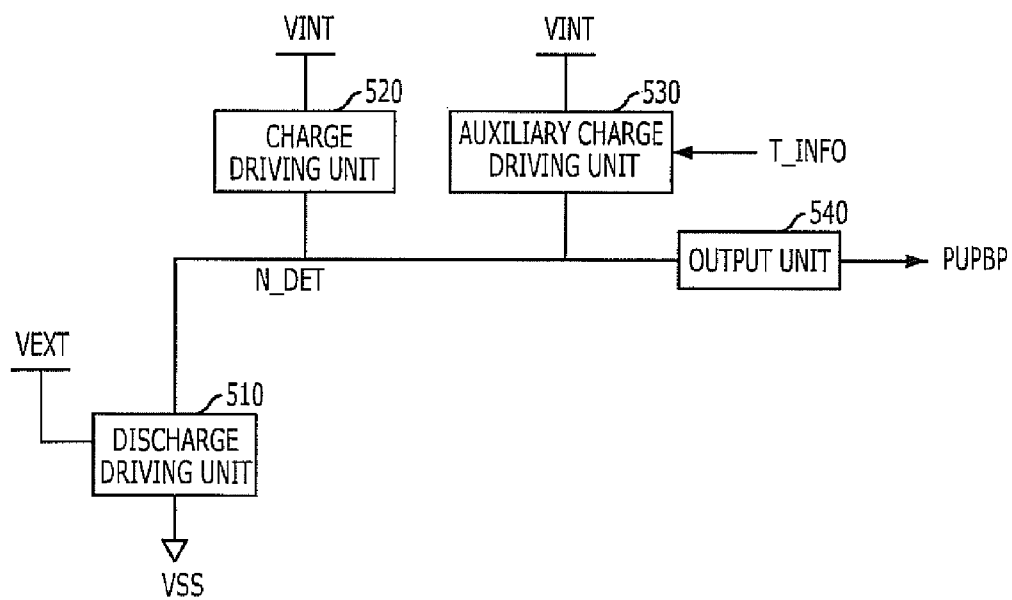 VINT
VINT
520
530
CHARGE
DRIVING UNIT
AUXILIARY CHARGE
DRIVING UNIT
T_INFO
540
OUTPUT UNIT
PUPBP
N_DET
VEXT
510
DISCHARGE
DRIVING UNIT
VSS